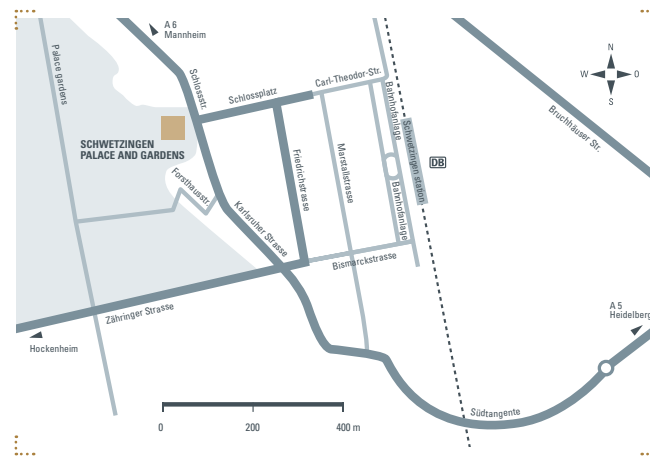 A 6
Mannheim
Palace gardens
Schlossstr.
Schlossplatz
Carl-Theodor-Str.
N
W
O
S
Bruchhäuser Str.
SCHWETZINGEN
PALACE AND GARDENS
Forsthausstr.
Friedrichstrasse
Marstallstrasse
Bahnhofanlage
Schwetzingen station
DB
Bahnhofanlage
Karlsruher Strasse
Bismarckstrasse
Zähringer Strasse
Hockenheim
A 5
Heidelberg
Südtangente
0
200
400 m